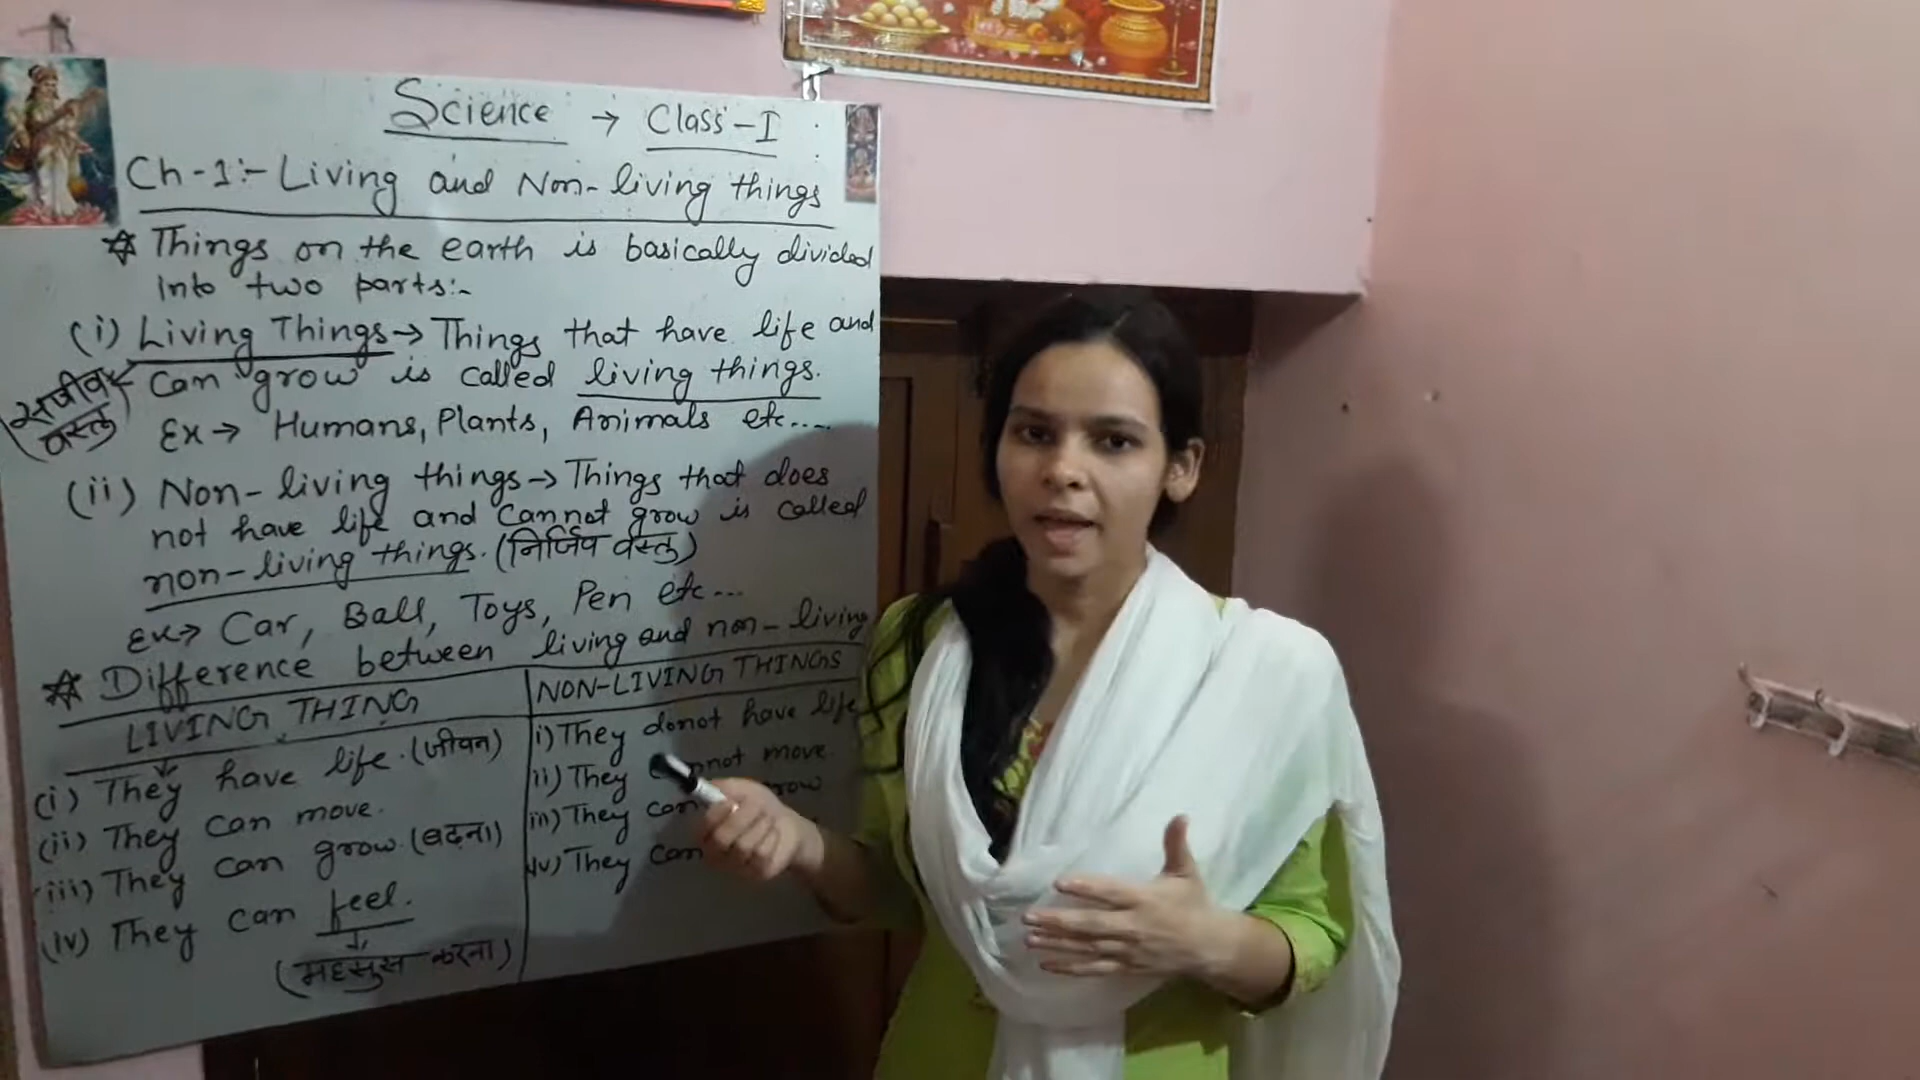 Science → Class-I
Ch-1:- Living and Non-living things
☆ Things on the earth is basically divided
into two parts:-
(i) Living Things → Things that have life and
can grow is called living things.
(सजीव वस्तु)
Ex → Humans, Plants, Animals etc....
(ii) Non-living things → Things that does
not have life and cannot grow is called
non-living things. (निर्जिव वस्तु)
Ex → Car, Ball, Toys, Pen etc...
☆ Difference between living and non-living
LIVING THING
(i) They have life. (जीवन)
(ii) They can move.
(iii) They can grow. (बढ़ना)
(iv) They can feel.
(महसुस करना)
NON-LIVING THINGS
i) They donot have life
ii) They move.
iii) They
iv) They